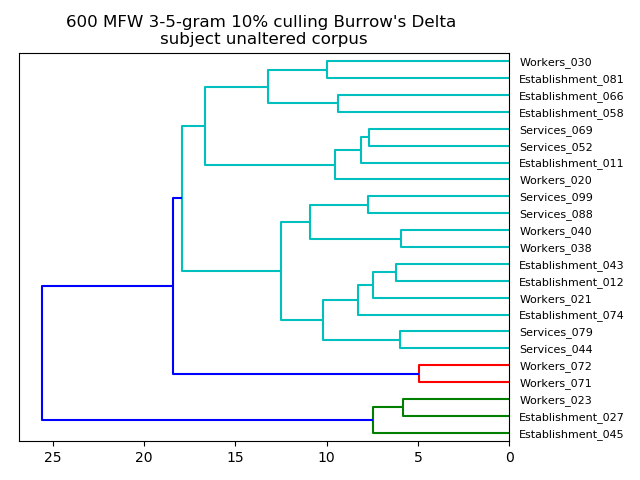 600 MFW 3-5-gram 10% culling Burrow's Delta
subject unaltered corpus
Workers_030
Establishment_081
Establishment_066
Establishment_058
Services_069
Services_052
Establishment_011
Workers_020
Services_099
Services_088
Workers_040
Workers_038
Establishment_043
Establishment_012
Workers_021
Establishment_074
Services_079
Services_044
Workers_072
Workers_071
Workers_023
Establishment_027
Establishment_045
25 20 15 10 5 0